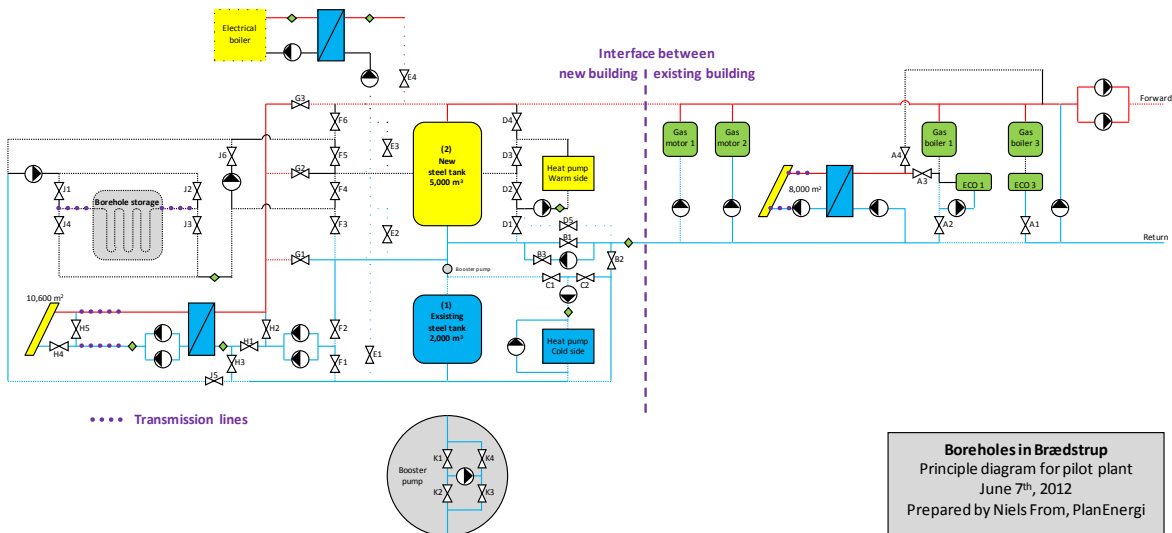 Electrical
boiler
E4
Interface between
new building
existing building
G3
F6
D4
Forward
J6
F5
E3
(2)
New
steel tank
5,000 m³
D3
Heat pump
Warm side
Gas
motor 1
Gas
motor 2
A4
Gas
boiler 1
Gas
boiler 3
G2
J1
J2
F4
D2
8,000 m²
A3
ECO 1
ECO 3
Borehole storage
J4
J3
F3
E2
D1
D5
A2
A1
B1
Return
G1
B3
B2
Booster pump
C1
C2
10,600 m²
(1)
Exsisting
steel tank
2,000 m³
H5
H2
F2
H4
H1
Heat pump
Cold side
H3
F1
E1
J5
Transmission lines
K1
K4
Booster
pump
K2
K3
Boreholes in Brædstrup
Principle diagram for pilot plant
June 7th, 2012
Prepared by Niels From, PlanEnergi